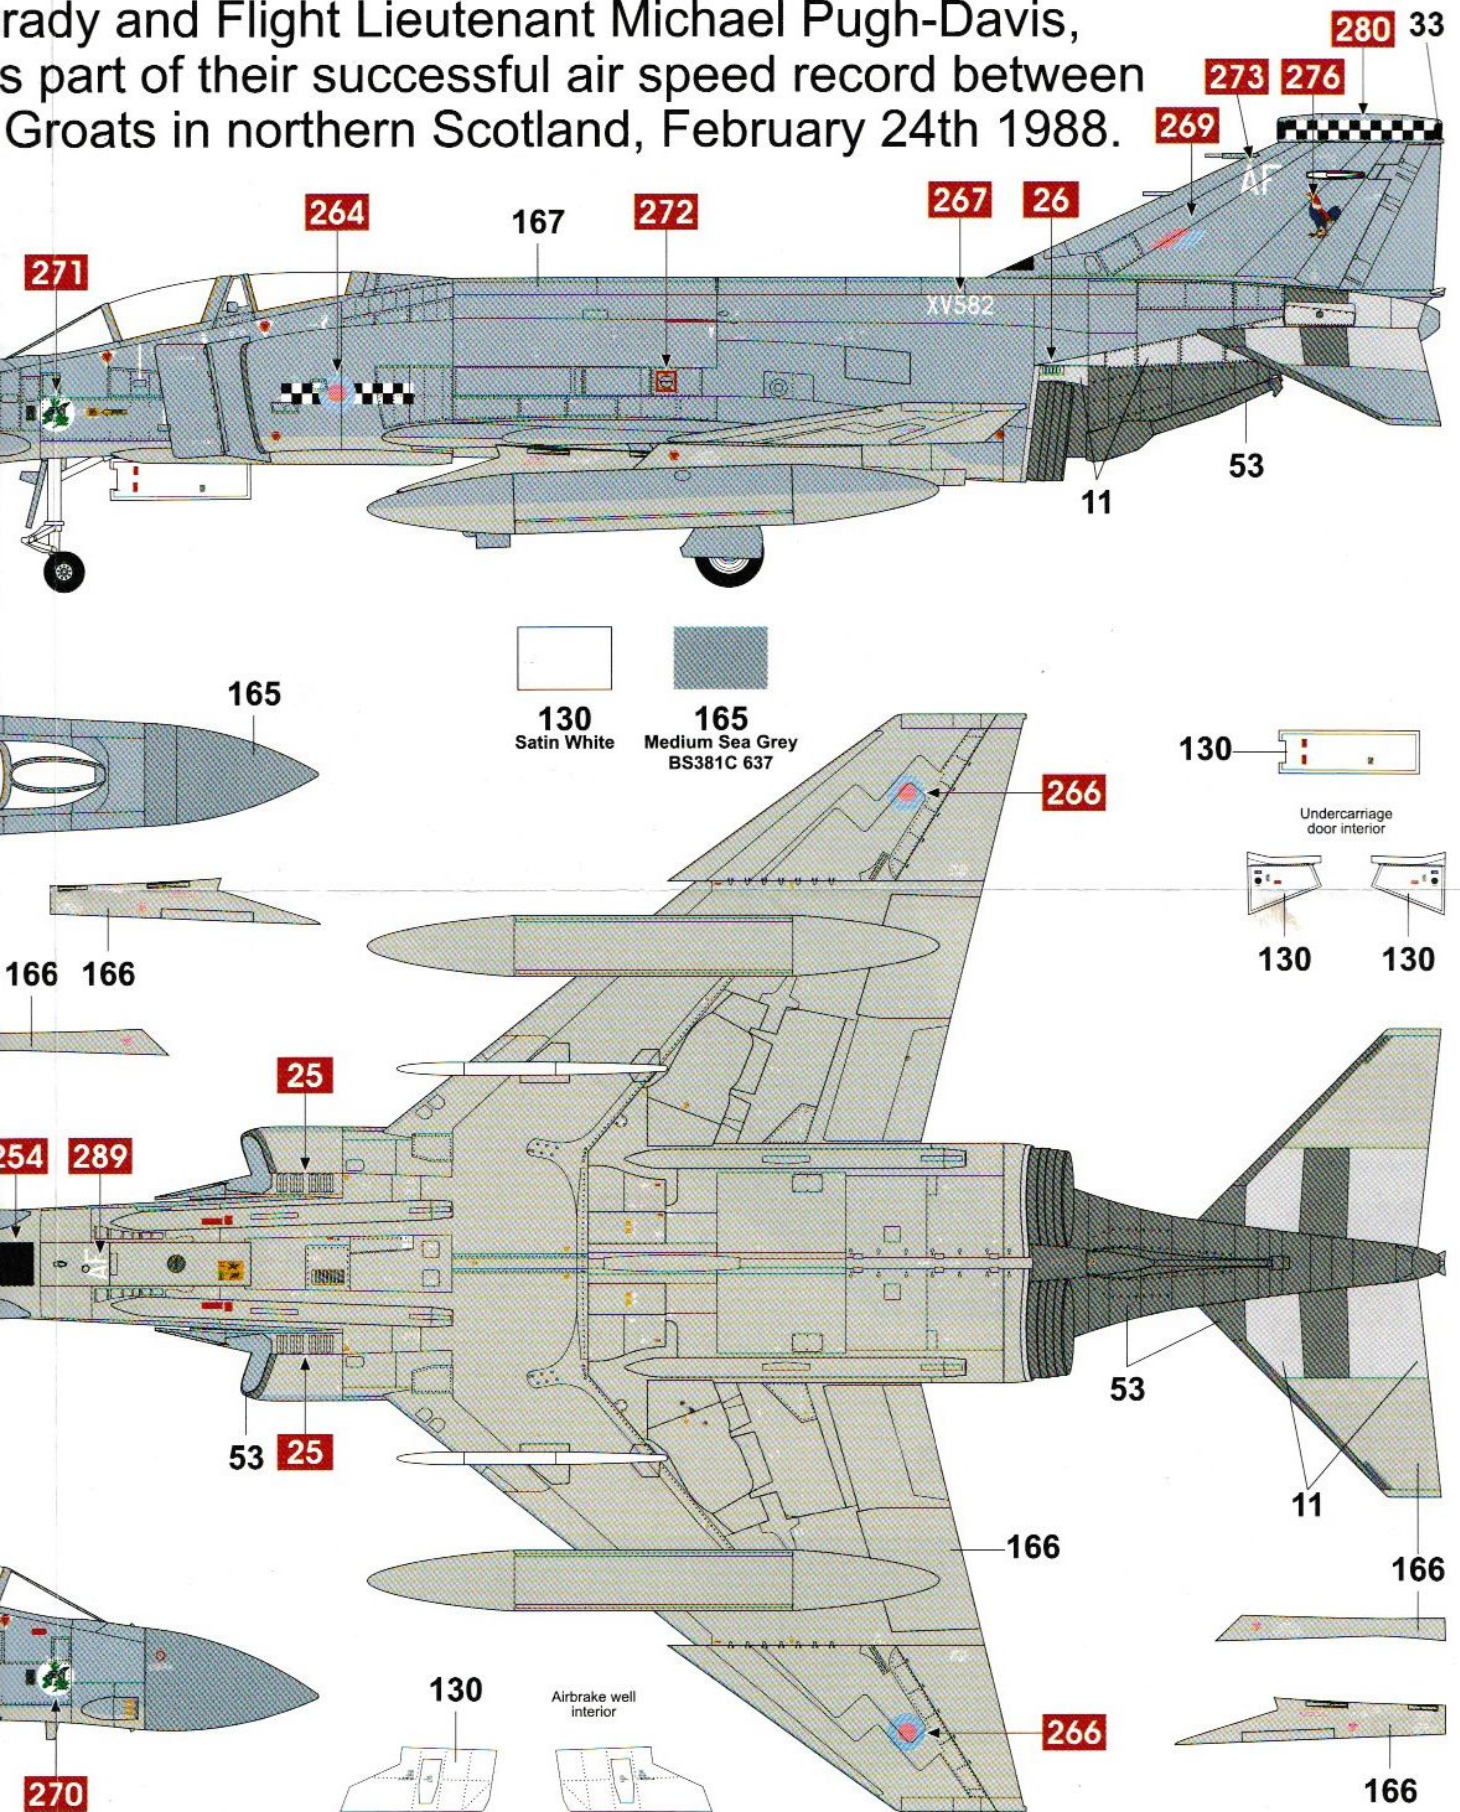 rady and Flight Lieutenant Michael Pugh-Davis,
s part of their successful air speed record between
Groats in northern Scotland, February 24th 1988.
280 33
273 276
269
264 167 272 267 26
271
AF
XV582
53
11
165
130
Satin White
165
Medium Sea Grey
BS381C 637
130
266
Undercarriage
door interior
166 166
130 130
25
254 289
AF
53 25
53
11
166
166
130
Airbrake well
interior
266
270
166